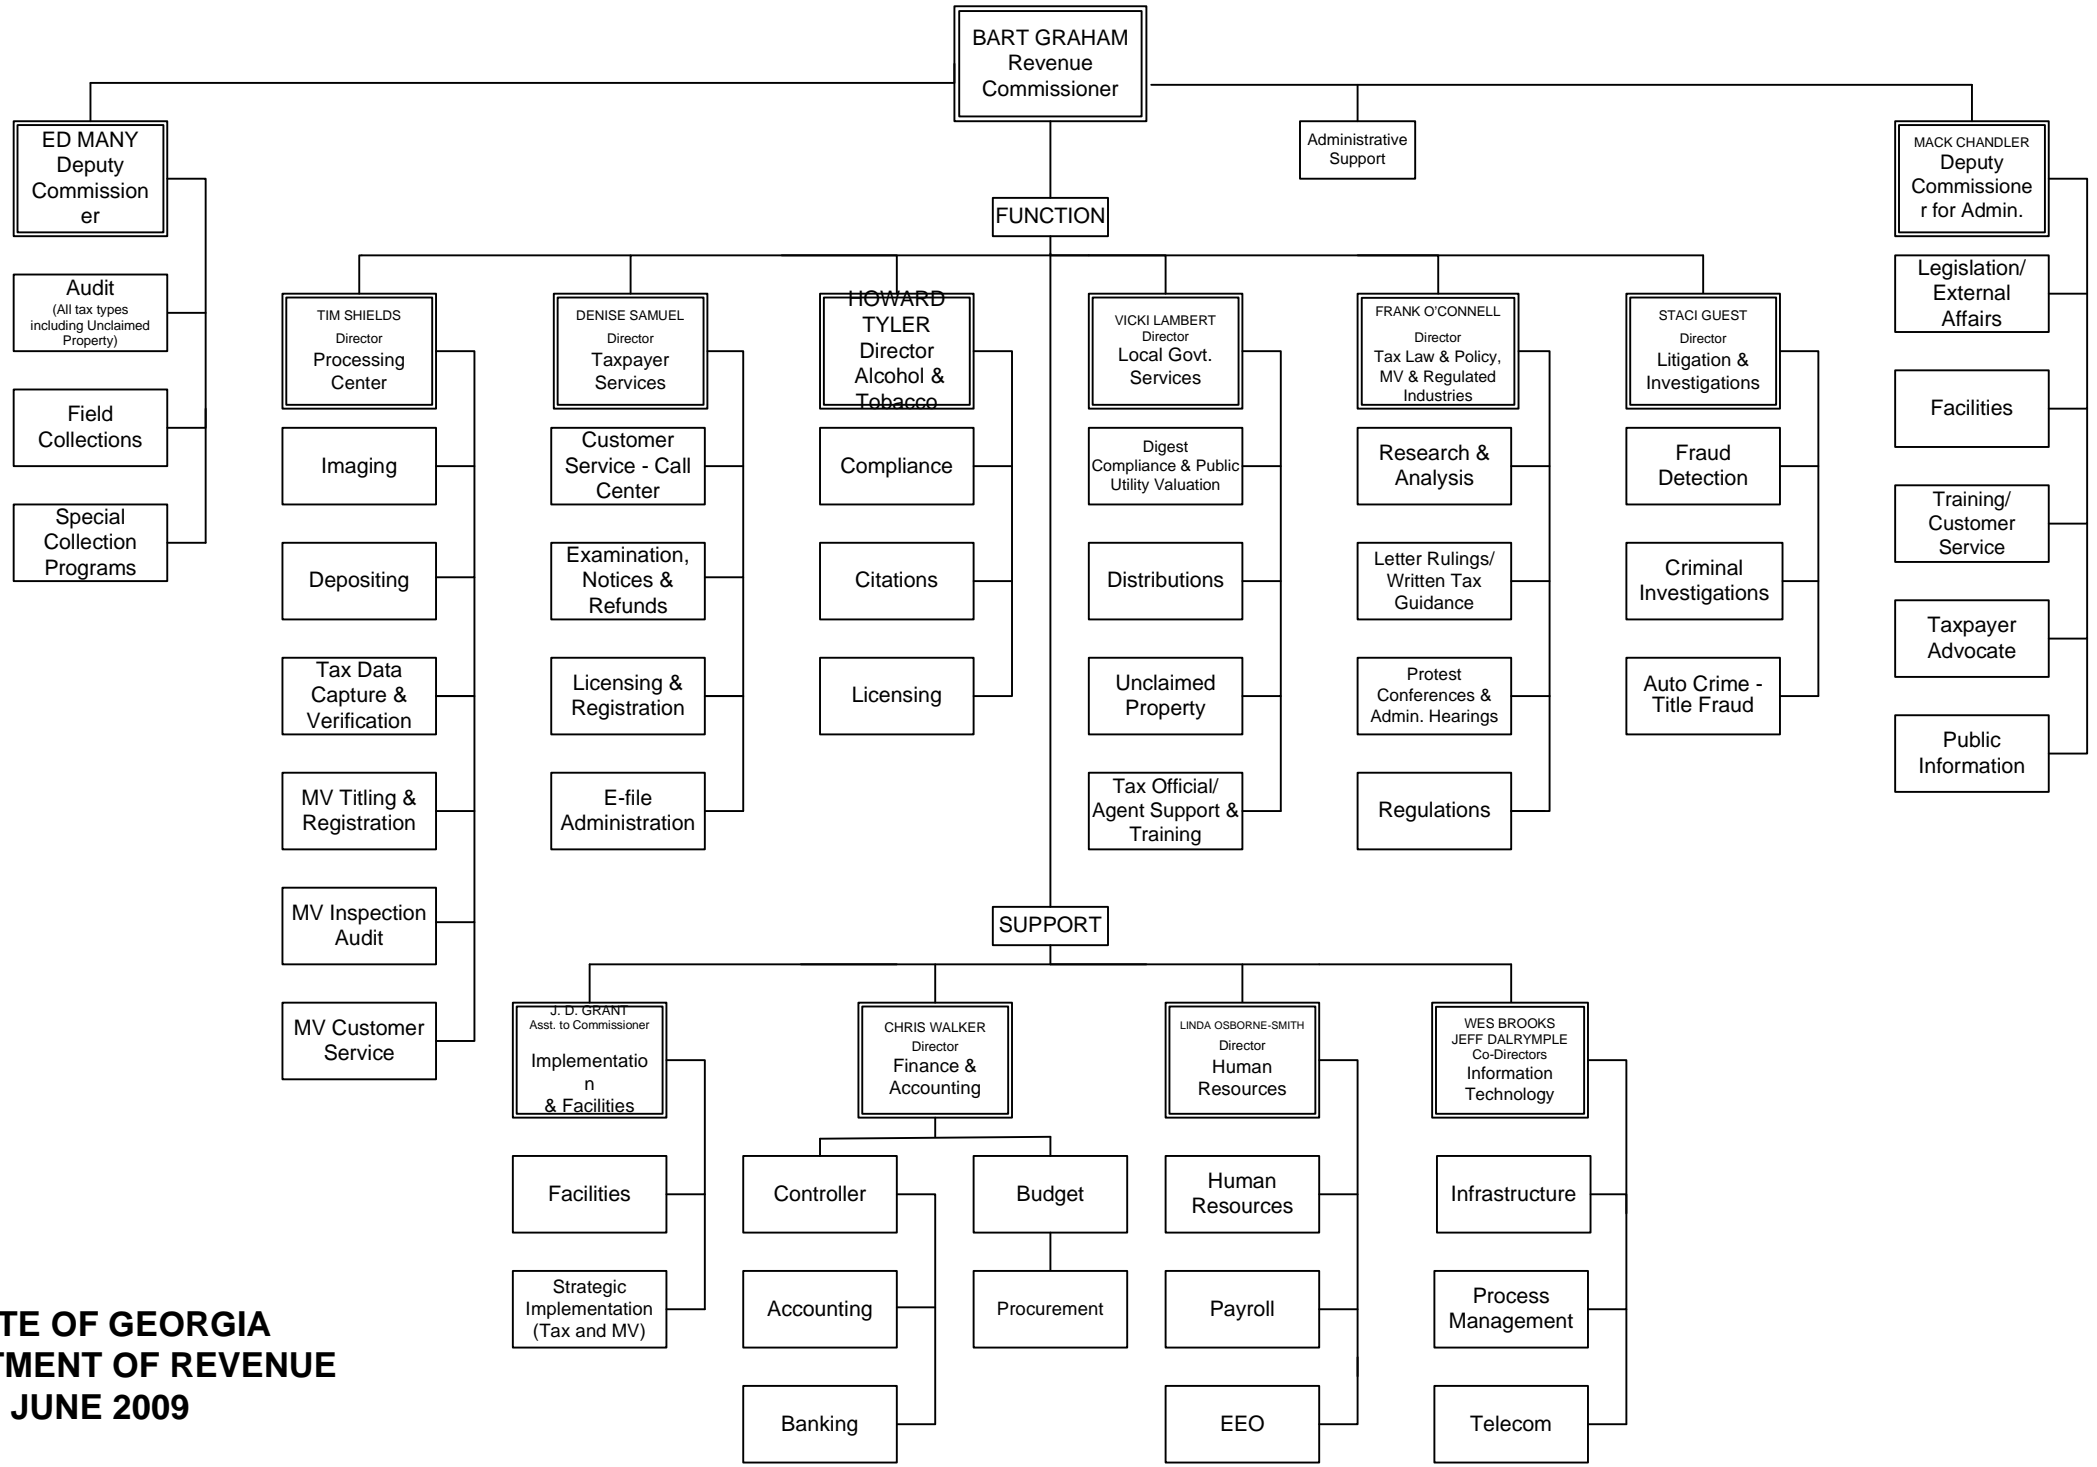 BART GRAHAM
Revenue
Commissioner
ED MANY
Deputy
Commission
er
Administrative
Support
MACK CHANDLER
Deputy
Commissione
r for Admin.
FUNCTION
Audit
(All tax types
including Unclaimed
Property)
Field
Collections
Special
Collection
Programs
TIM SHIELDS
Director
Processing
Center
Imaging
Depositing
Tax Data
Capture &
Verification
MV Titling &
Registration
MV Inspection
Audit
MV Customer
Service
DENISE SAMUEL
Director
Taxpayer
Services
Customer
Service - Call
Center
Examination,
Notices &
Refunds
Licensing &
Registration
E-file
Administration
HOWARD
TYLER
Director
Alcohol &
Tobacco
Compliance
Citations
Licensing
VICKI LAMBERT
Director
Local Govt.
Services
Digest
Compliance & Public
Utility Valuation
Distributions
Unclaimed
Property
Tax Official/
Agent Support &
Training
FRANK O'CONNELL
Director
Tax Law & Policy,
MV & Regulated
Industries
Research &
Analysis
Letter Rulings/
Written Tax
Guidance
Protest
Conferences &
Admin. Hearings
Regulations
STACI GUEST
Director
Litigation &
Investigations
Fraud
Detection
Criminal
Investigations
Auto Crime -
Title Fraud
Legislation/
External
Affairs
Facilities
Training/
Customer
Service
Taxpayer
Advocate
Public
Information
SUPPORT
J. D. GRANT
Asst. to Commissioner
Implementatio
n
& Facilities
Facilities
Strategic
Implementation
(Tax and MV)
CHRIS WALKER
Director
Finance &
Accounting
Controller
Accounting
Banking
Budget
Procurement
LINDA OSBORNE-SMITH
Director
Human
Resources
Human
Resources
Payroll
EEO
WES BROOKS
JEFF DALRYMPLE
Co-Directors
Information
Technology
Infrastructure
Process
Management
Telecom
TE OF GEORGIA
TMENT OF REVENUE
JUNE 2009